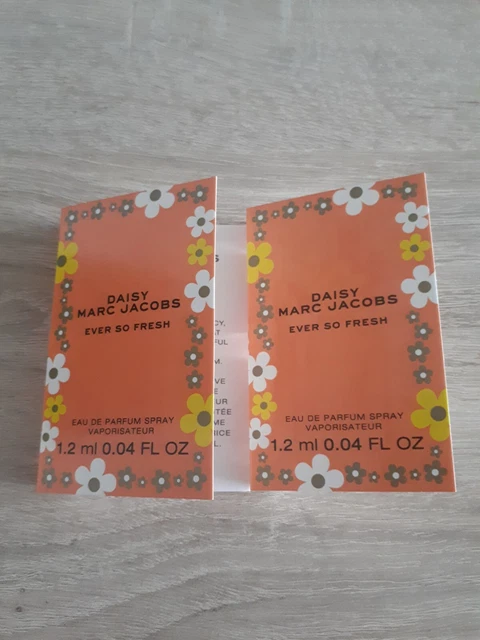 DAISY
MARC JACOBS
EVER SO FRESH
EAU DE PARFUM SPRAY
VAPORISATEUR
1.2 ml 0.04 FL OZ
DAISY
MARC JACOBS
EVER SO FRESH
EAU DE PARFUM SPRAY
VAPORISATEUR
1.2 ml 0.04 FL OZ